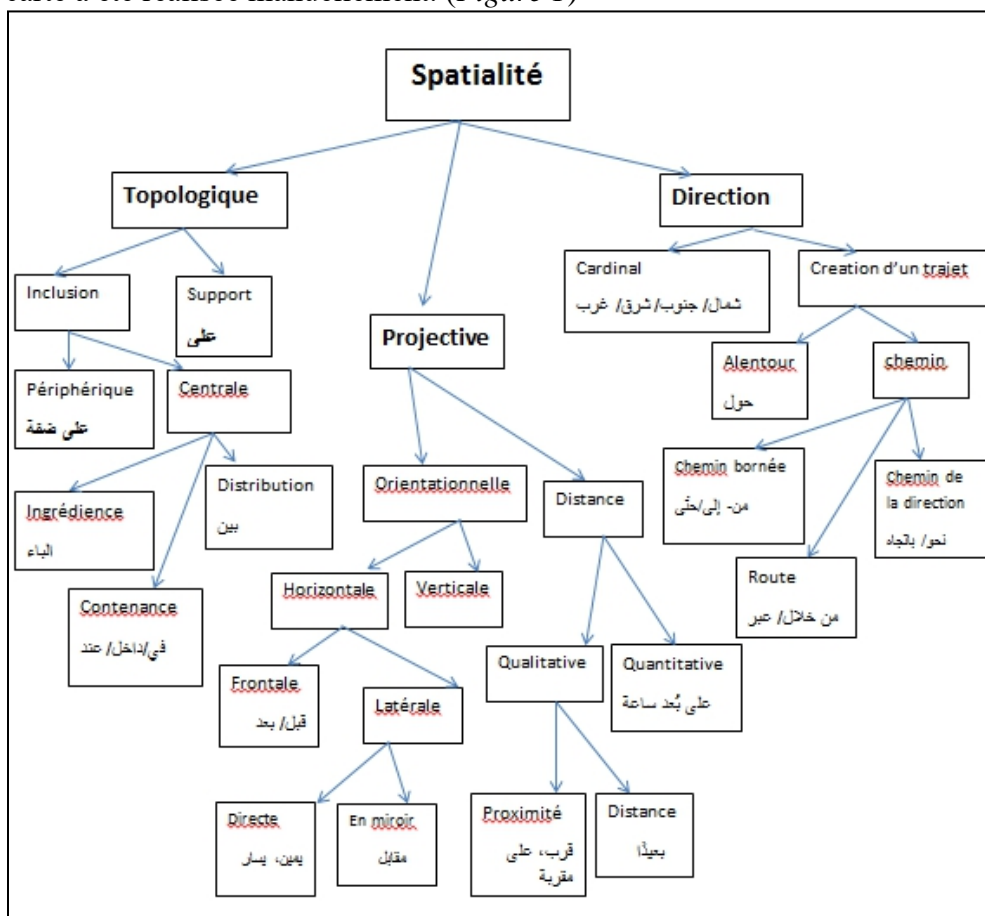 carte a été réalisée manuellement. (Figure
Spatialité
Topologique
Direction
Inclusion
Support
على
Cardinal
شمال/ جنوب/ شرق/ غرب
Creation d'un trajet
Projective
Périphérique
على ضفة
Centrale
Alentour
حول
chemin
Ingrédience
الباء
Distribution
بين
Orientationnelle
Distance
Chemin bornée
من- إلى/حتّى
Chemin de
la direction
نحو/ باتجاه
Contenance
في/داخل/ عند
Horizontale
Verticale
Route
من خلال/ عبر
Frontale
قبل/ بعد
Latérale
Qualitative
Quantitative
على بُعد ساعة
Directe
يمين، يسار
En miroir
مقابل
Proximité
قرب، على
مقربة
Distance
بعيدًا